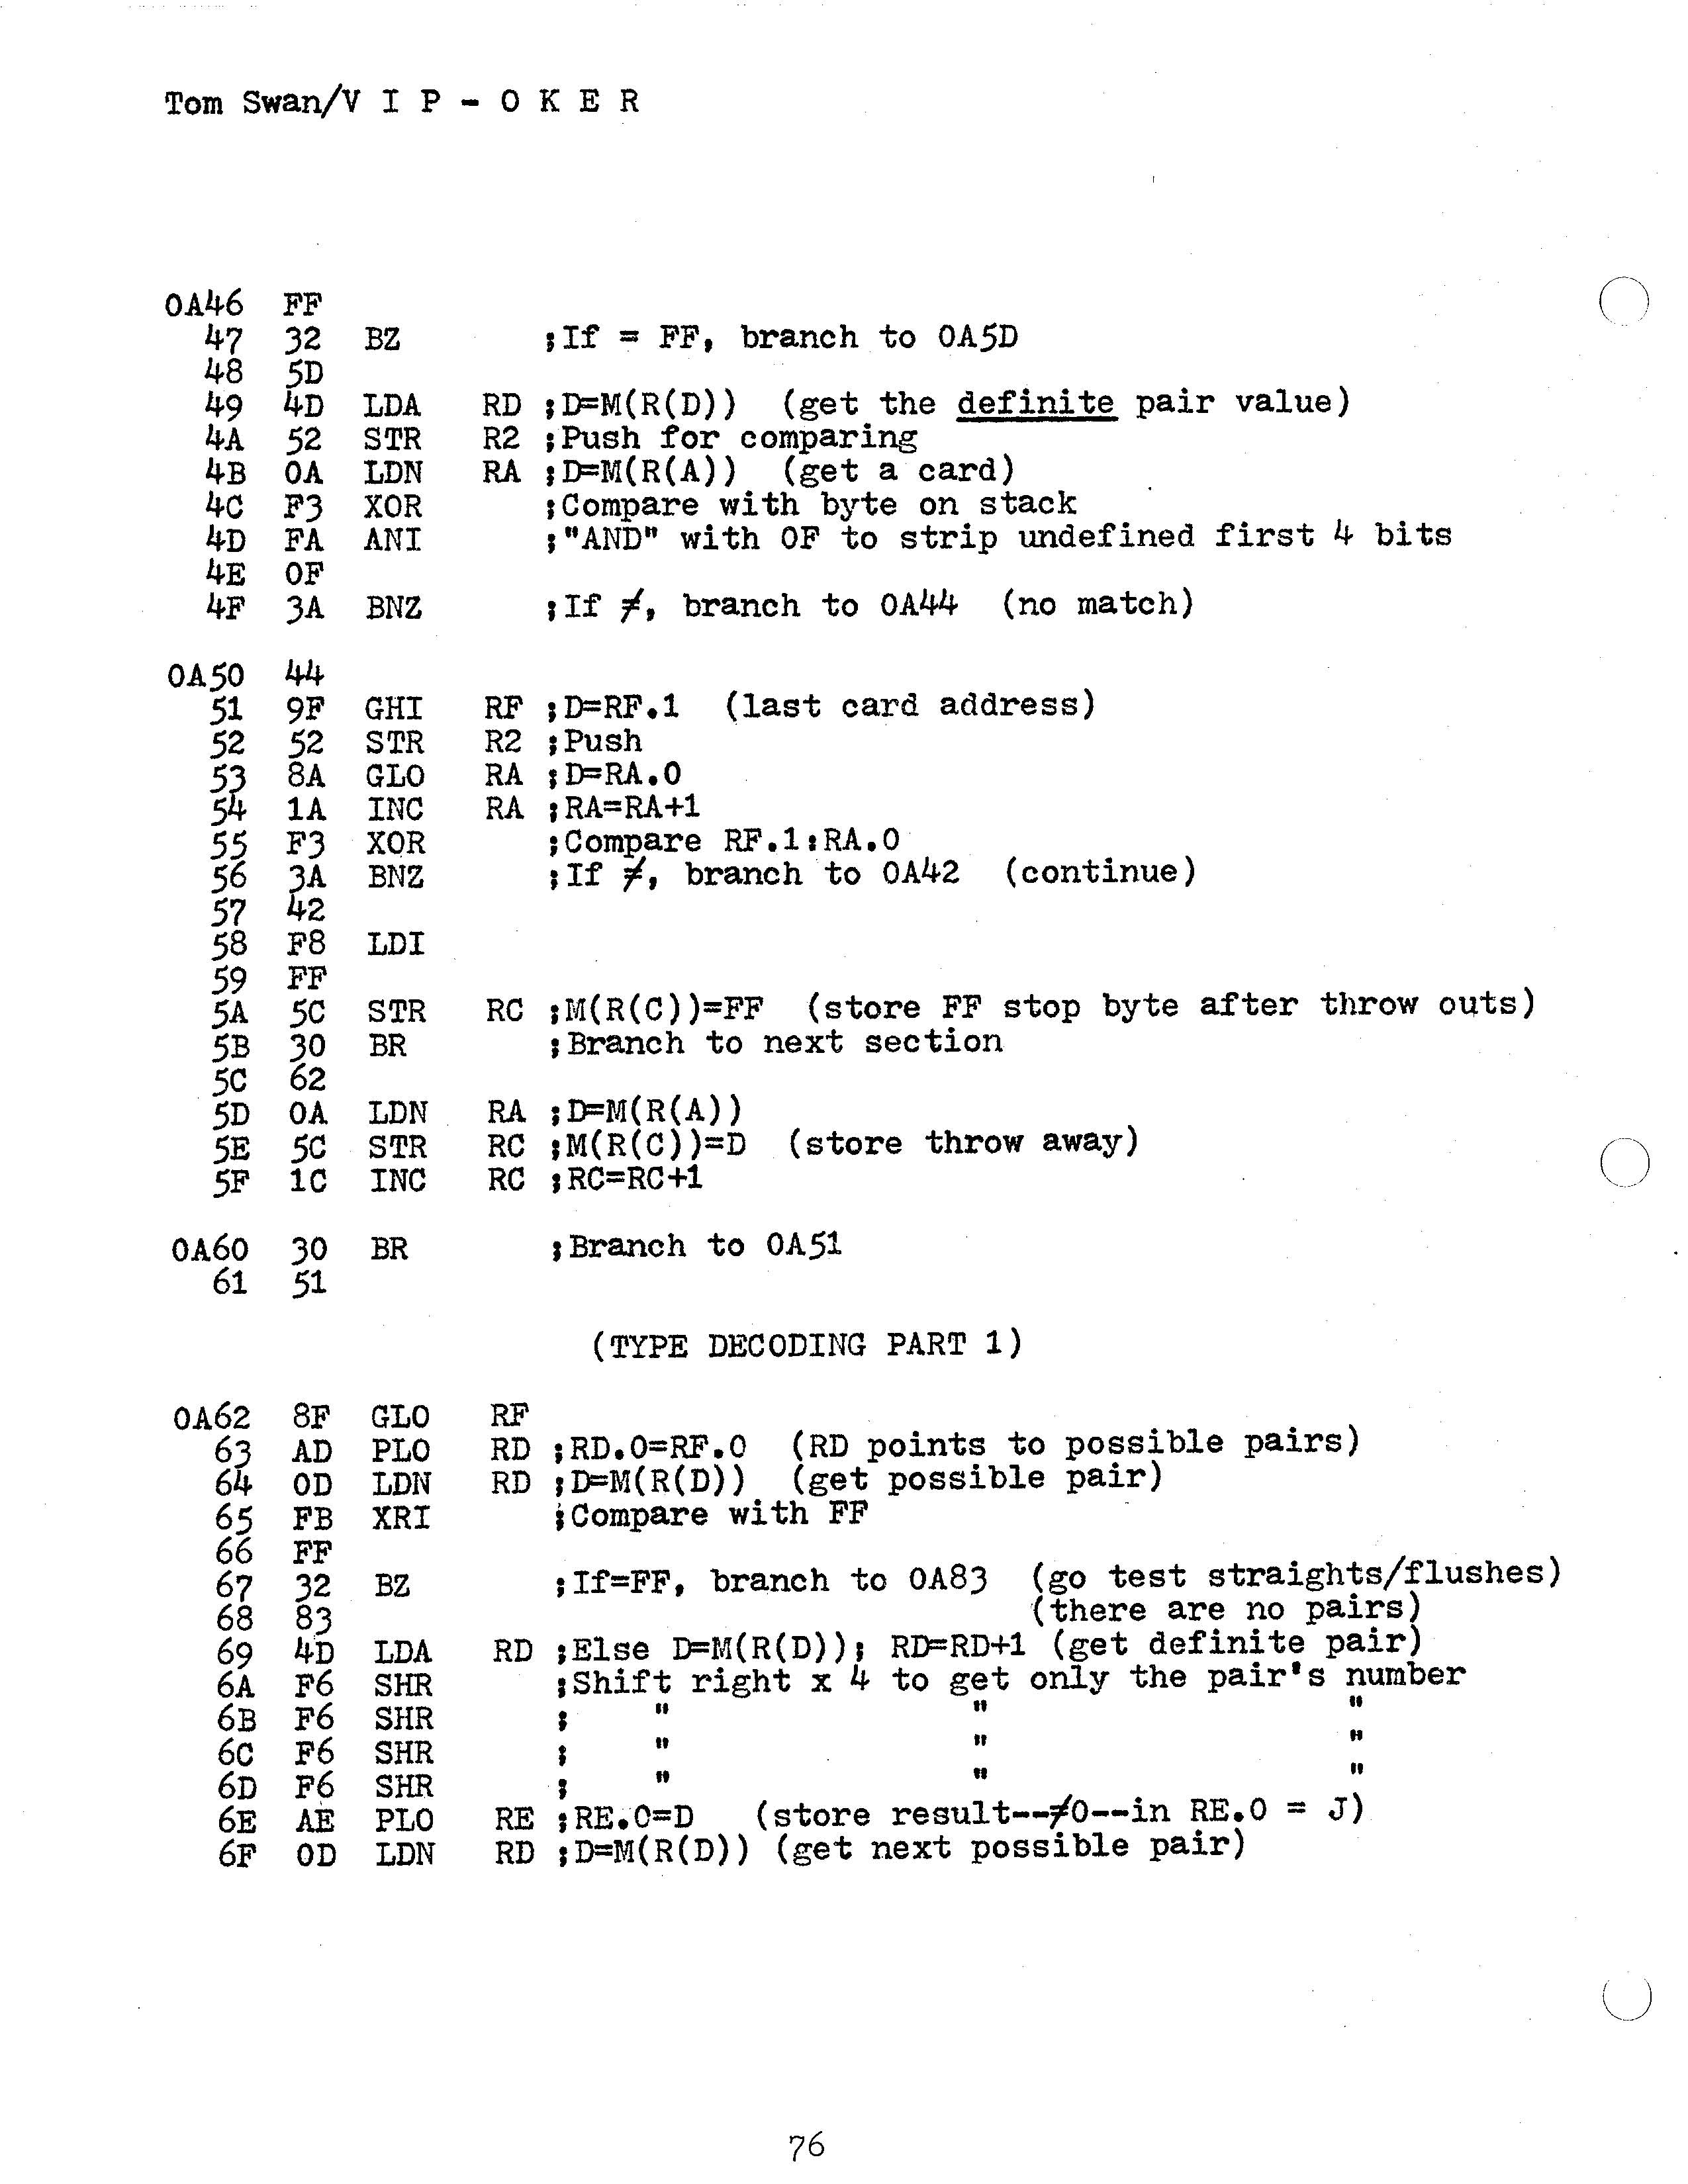 Tom Swan/V I P - O K E R
0A46 FF
47 32 BZ ;If = FF, branch to 0A5D
48 5D
49 4D LDA RD ;D=M(R(D)) (get the definite pair value)
4A 52 STR R2 ;Push for comparing
4B 0A LDN RA ;D=M(R(A)) (get a card)
4C F3 XOR ;Compare with byte on stack
4D FA ANI ;"AND" with 0F to strip undefined first 4 bits
4E 0F
4F 3A BNZ ;If ≠, branch to 0A44 (no match)
0A50 44
51 9F GHI RF ;D=RF.1 (last card address)
52 52 STR R2 ;Push
53 8A GLO RA ;D=RA.0
54 1A INC RA ;RA=RA+1
55 F3 XOR ;Compare RF.1:RA.0
56 3A BNZ ;If ≠, branch to 0A42 (continue)
57 42
58 F8 LDI
59 FF
5A 5C STR RC ;M(R(C))=FF (store FF stop byte after throw outs)
5B 30 BR ;Branch to next section
5C 62
5D 0A LDN RA ;D=M(R(A))
5E 5C STR RC ;M(R(C))=D (store throw away)
5F 1C INC RC ;RC=RC+1
0A60 30 BR ;Branch to 0A51
61 51
(TYPE DECODING PART 1)
0A62 8F GLO RF
63 AD PLO RD ;RD.0=RF.0 (RD points to possible pairs)
64 0D LDN RD ;D=M(R(D)) (get possible pair)
65 FB XRI ;Compare with FF
66 FF
67 32 BZ ;If=FF, branch to 0A83 (go test straights/flushes)
68 83 (there are no pairs)
69 4D LDA RD ;Else D=M(R(D)); RD=RD+1 (get definite pair)
6A F6 SHR ;Shift right x 4 to get only the pair's number
6B F6 SHR ; " " "
6C F6 SHR ; " " "
6D F6 SHR ; " " "
6E AE PLO RE ;RE.0=D (store result--≠0--in RE.0 = J)
6F 0D LDN RD ;D=M(R(D)) (get next possible pair)
76